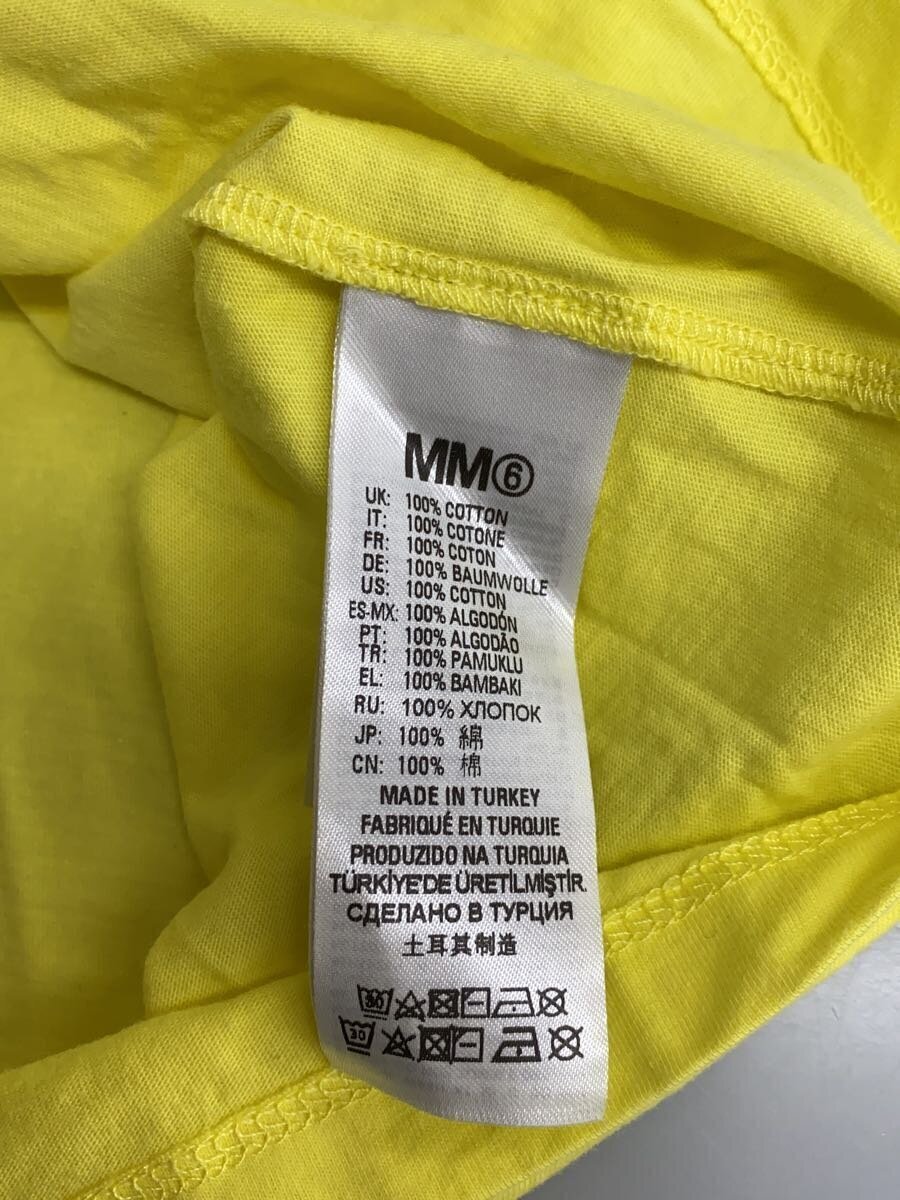 MM⑥
UK: 100% COTTON
IT: 100% COTONE
FR: 100% COTON
DE: 100% BAUMWOLLE
US: 100% COTTON
ES-MX: 100% ALGODÓN
PT: 100% ALGODÃO
TR: 100% PAMUKLU
EL: 100% ΒΑΜΒΑΚΙ
RU: 100% ХЛОПОК
JP: 100% 綿
CN: 100% 棉
MADE IN TURKEY
FABRIQUÉ EN TURQUIE
PRODUZIDO NA TURQUIA
TÜRKİYE'DE ÜRETİLMİŞTİR.
СДЕЛАНО В ТУРЦИЯ
土耳其制造
30
30